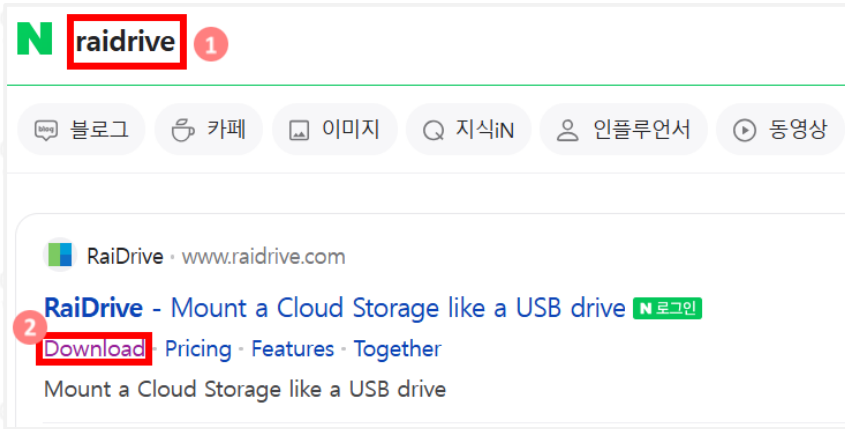 N raidrive 1
blog 블로그 카페 이미지 지식iN 인플루언서 동영상
RaiDrive · www.raidrive.com
RaiDrive - Mount a Cloud Storage like a USB drive N 로그인
2
Download · Pricing · Features · Together
Mount a Cloud Storage like a USB drive